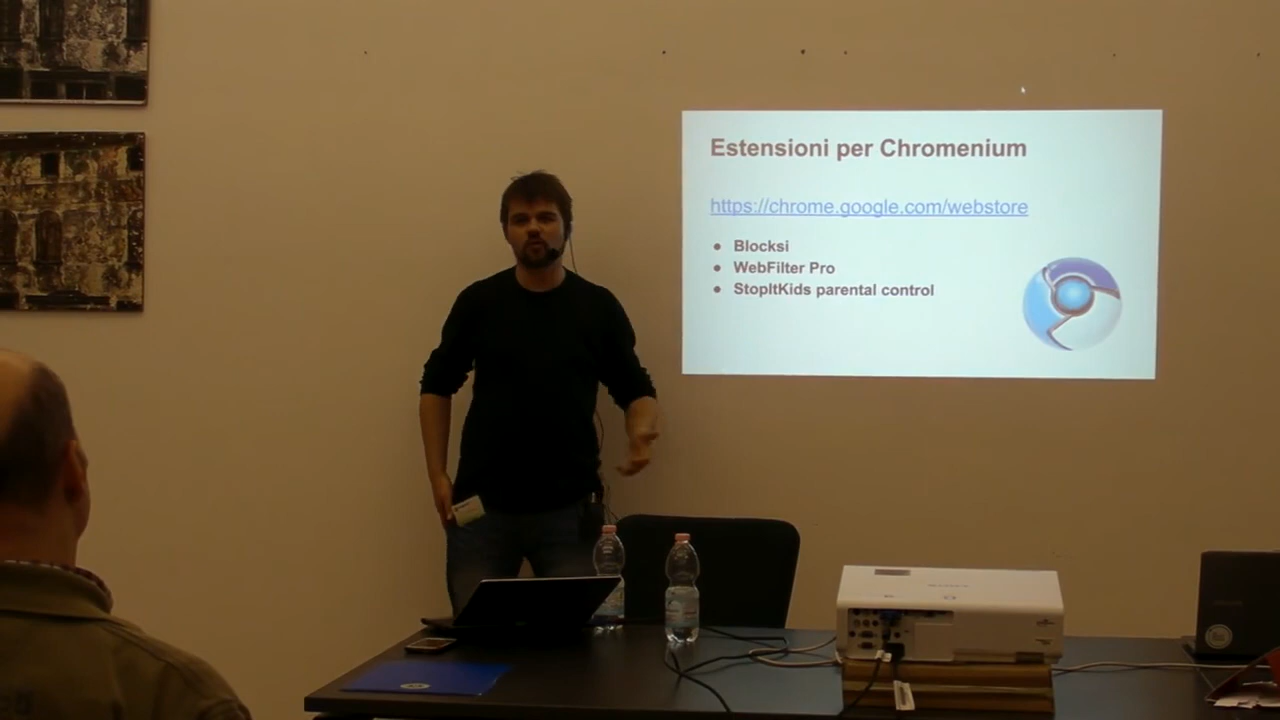 Estensioni per Chromenium
https://chrome.google.com/webstore
● Blocksi
● WebFilter Pro
● StopItKids parental control